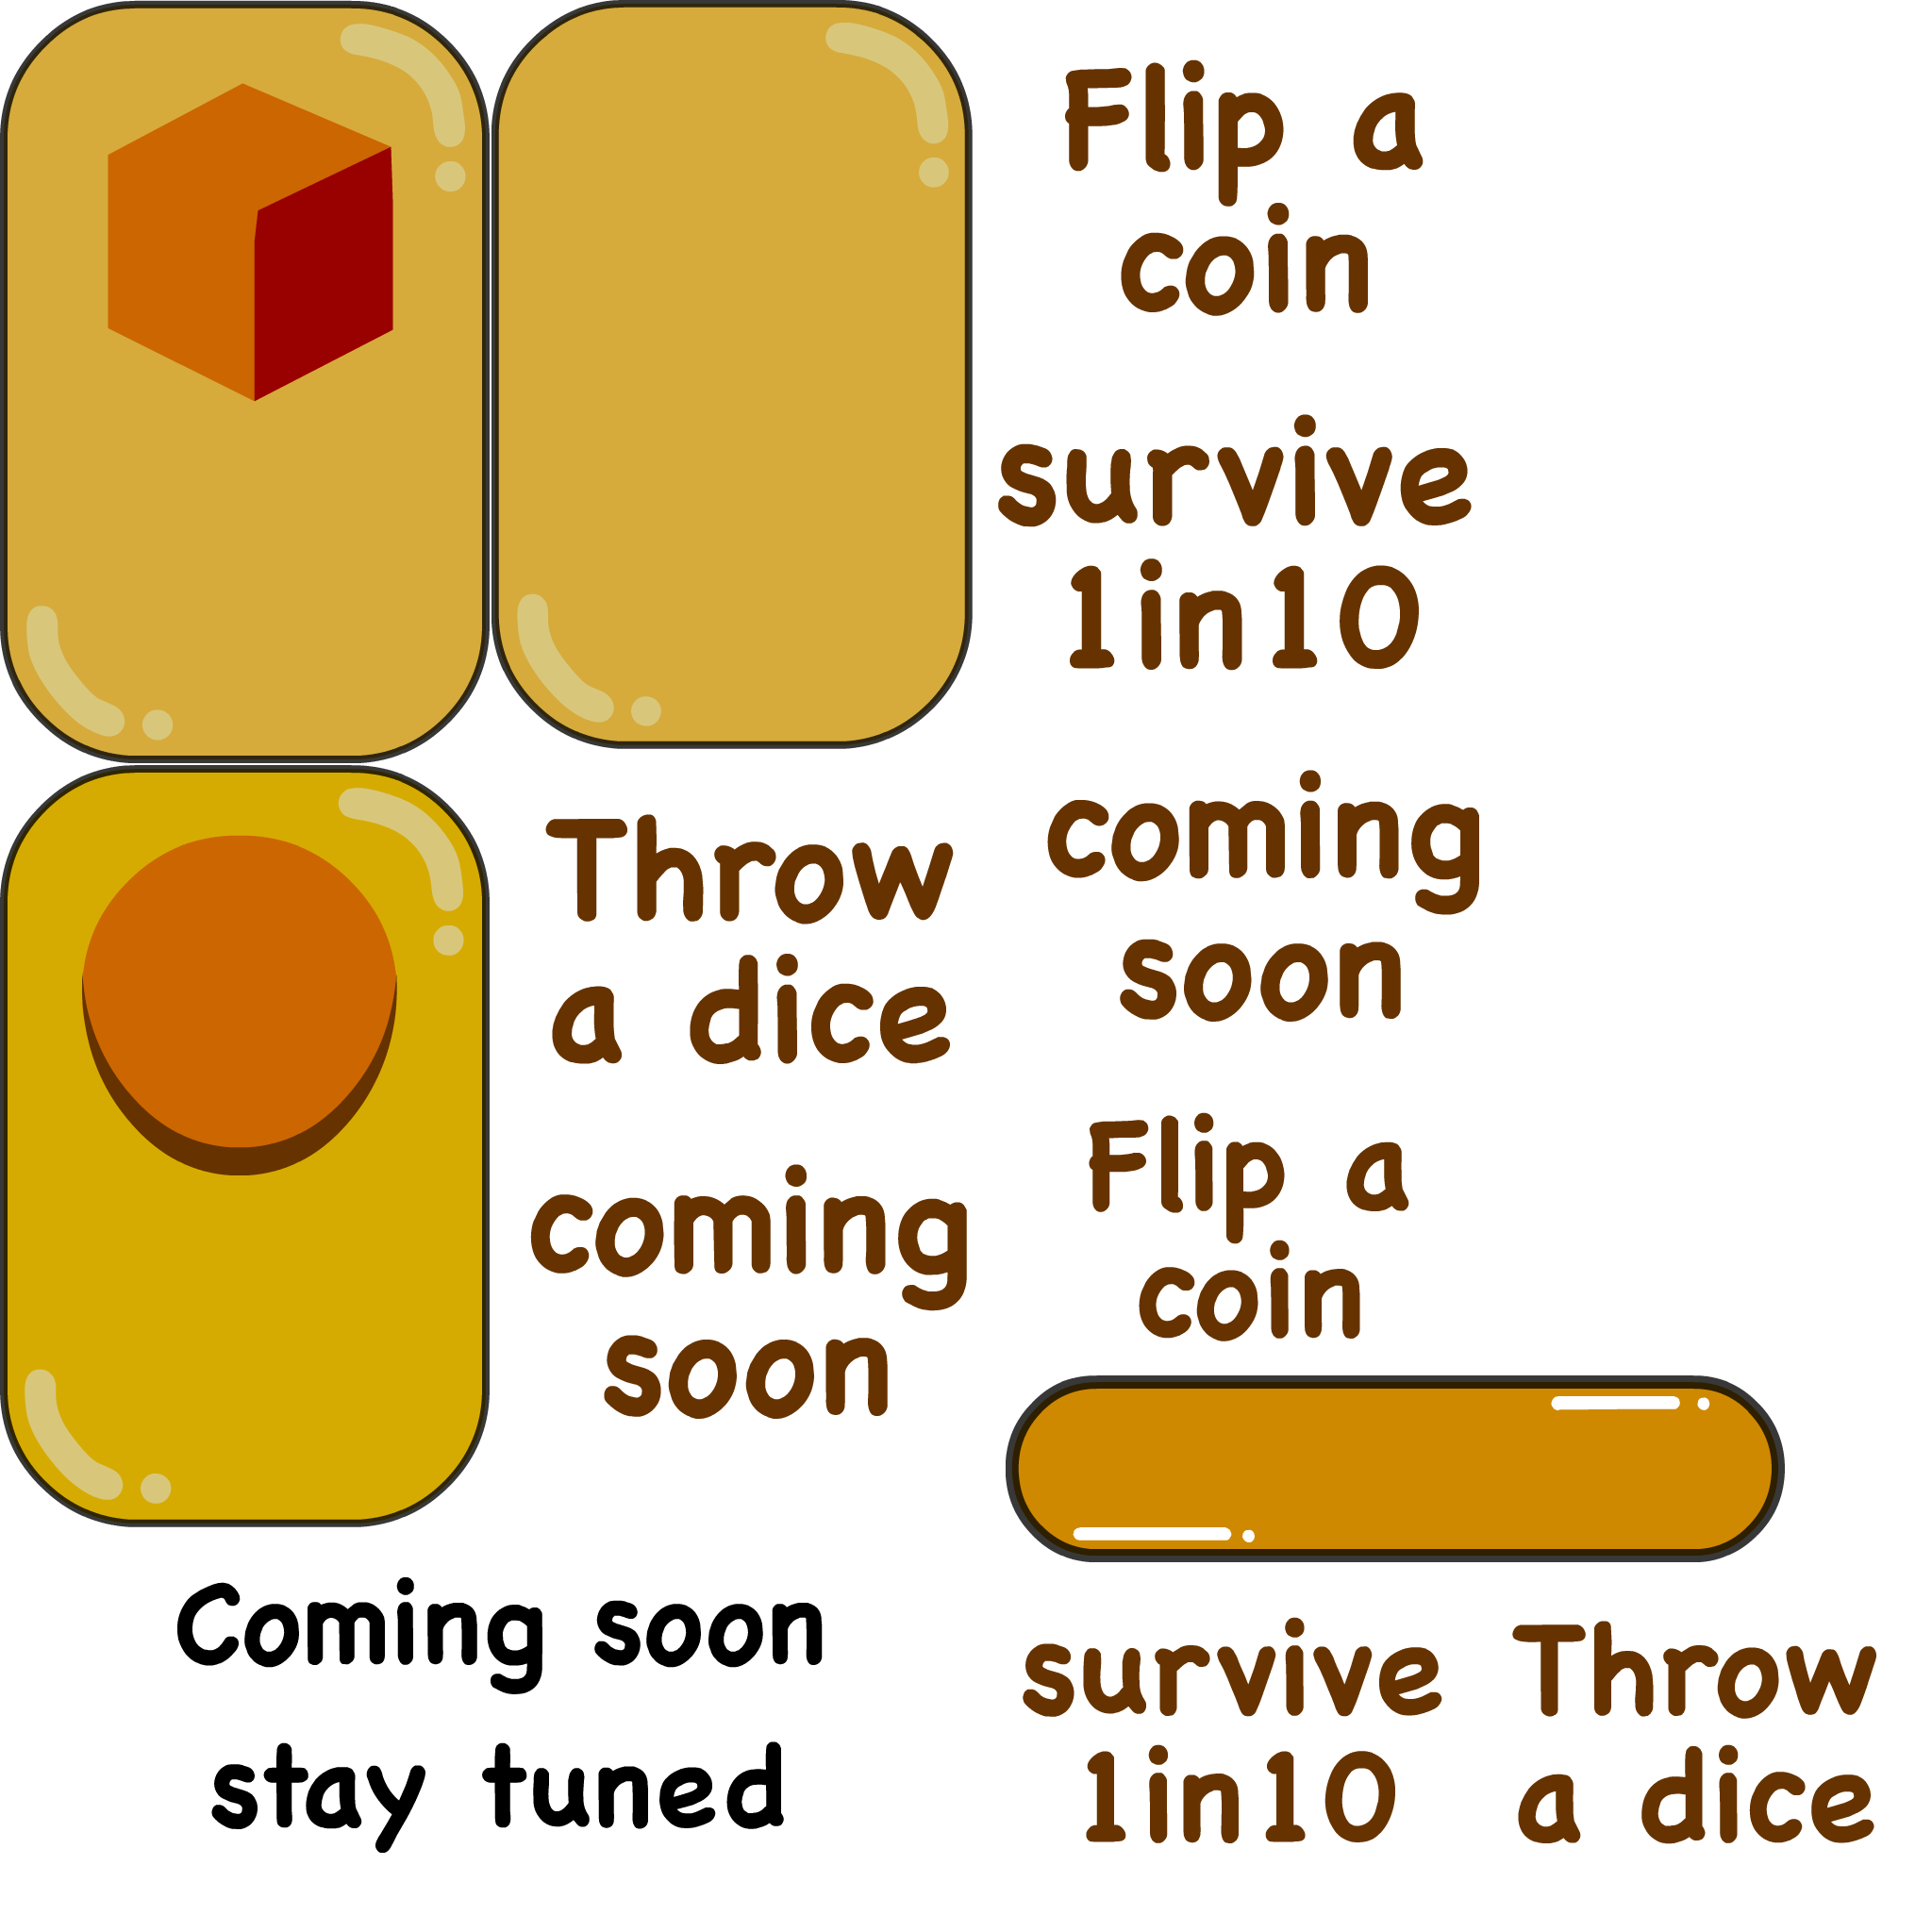 Flip a
coin
survive
1in10
Throw
a dice
coming
soon
coming
soon
Flip a
coin
Coming soon
stay tuned
survive
1in10
Throw
a dice